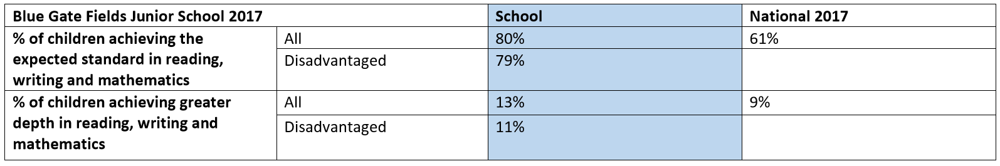 Blue Gate Fields Junior School 2017 School National 2017
% of children achieving the All 80% 61%
expected standard in reading, Disadvantaged 79%
writing and mathematics
% of children achieving greater All 13% 9%
depth in reading, writing and Disadvantaged 11%
mathematics